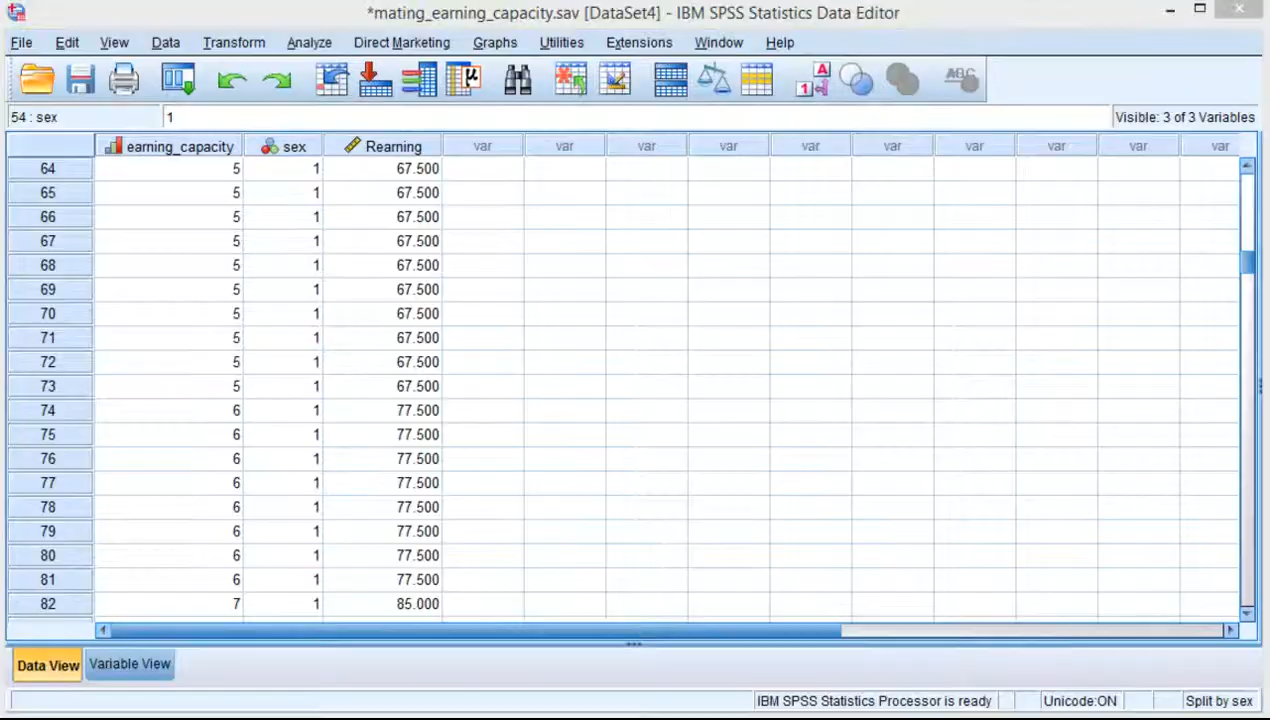 *mating_earning_capacity.sav [DataSet4] - IBM SPSS Statistics Data Editor
File Edit View Data Transform Analyze Direct Marketing Graphs Utilities Extensions Window Help
μ A 1 ABC
54 : sex 1 Visible: 3 of 3 Variables
earning_capacity sex Rearning var var var var var var var var var var
64 5 1 67.500
65 5 1 67.500
66 5 1 67.500
67 5 1 67.500
68 5 1 67.500
69 5 1 67.500
70 5 1 67.500
71 5 1 67.500
72 5 1 67.500
73 5 1 67.500
74 6 1 77.500
75 6 1 77.500
76 6 1 77.500
77 6 1 77.500
78 6 1 77.500
79 6 1 77.500
80 6 1 77.500
81 6 1 77.500
82 7 1 85.000
Data View Variable View
IBM SPSS Statistics Processor is ready Unicode:ON Split by sex